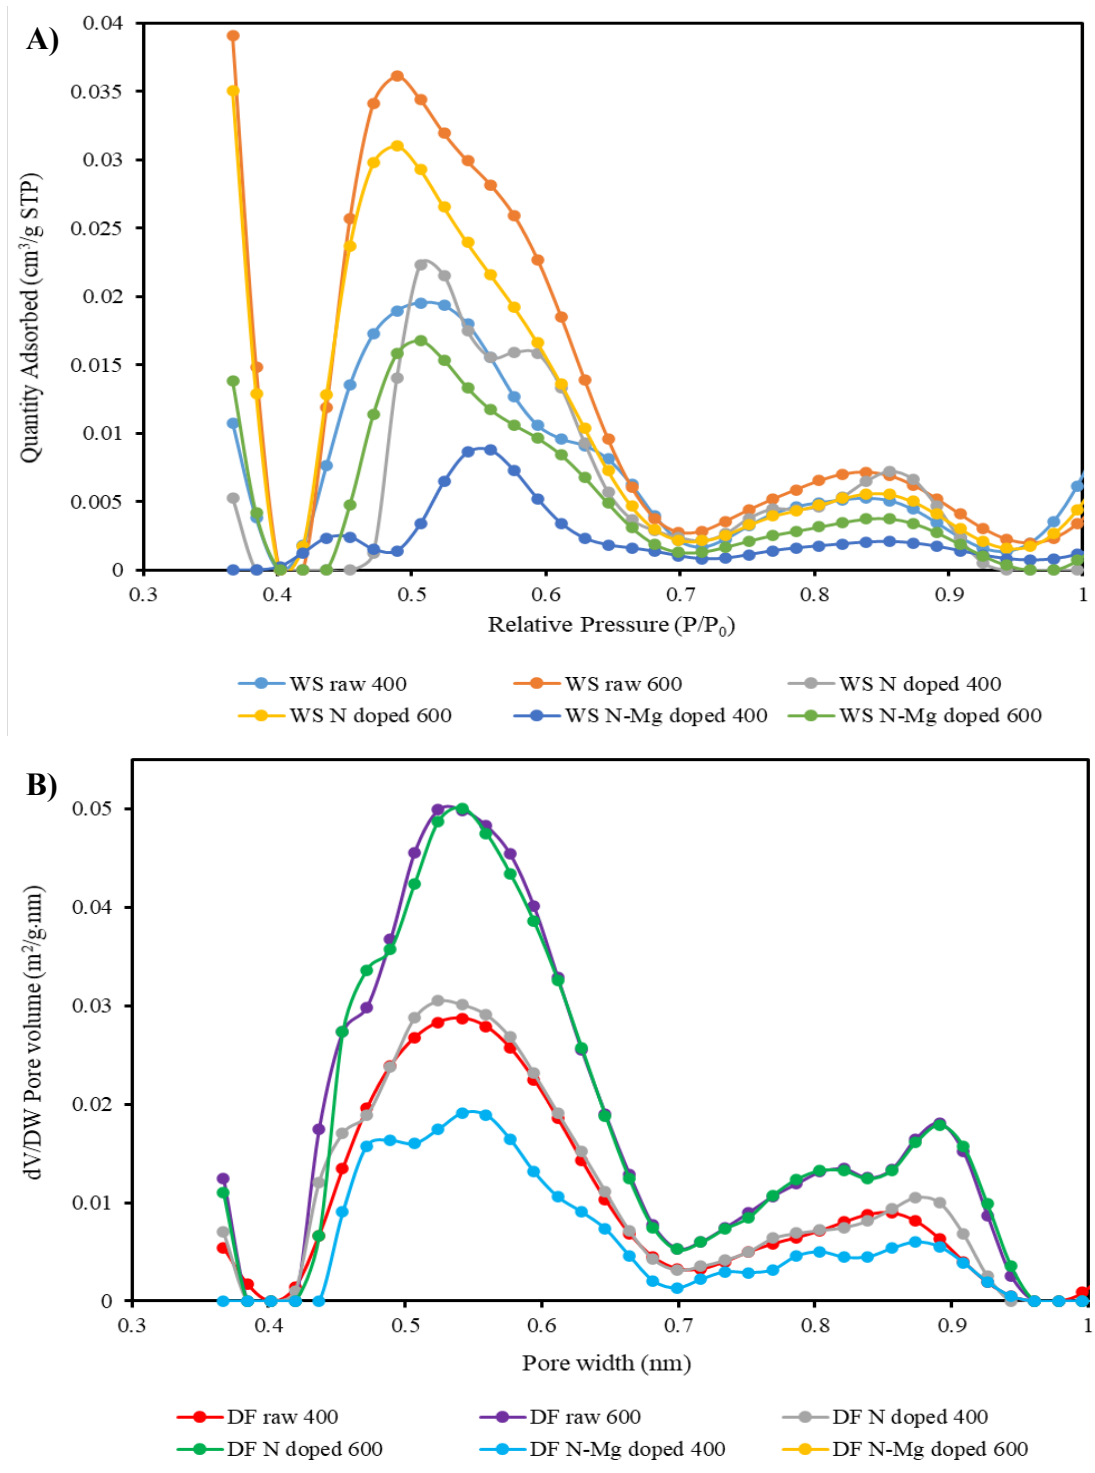 A)
0.04
0.035
0.03
0.025
0.02
0.015
0.01
0.005
0
Quantity Adsorbed (cm³/g STP)
0.3 0.4 0.5 0.6 0.7 0.8 0.9 1
Relative Pressure (P/P₀)
WS raw 400 WS raw 600 WS N doped 400
WS N doped 600 WS N-Mg doped 400 WS N-Mg doped 600
B)
0.05
0.04
0.03
0.02
0.01
0
dV/DW Pore volume (m²/g·nm)
0.3 0.4 0.5 0.6 0.7 0.8 0.9 1
Pore width (nm)
DF raw 400 DF raw 600 DF N doped 400
DF N doped 600 DF N-Mg doped 400 DF N-Mg doped 600